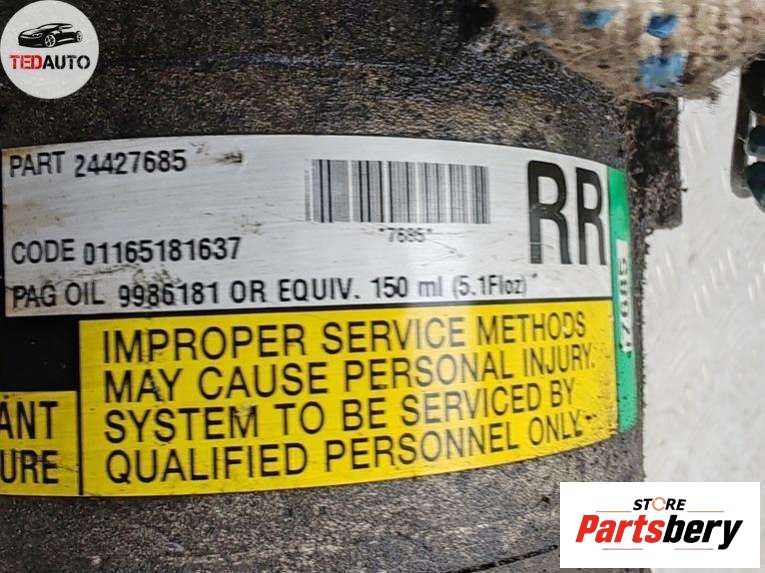 TEDAUTO
PART 24427685
*7685*
RR
CODE 01165181637
PAG OIL 9986181 OR EQUIV. 150 ml (5.1Floz)
IMPROPER SERVICE METHODS
MAY CAUSE PERSONAL INJURY.
SYSTEM TO BE SERVICED BY
QUALIFIED PERSONNEL ONLY.
ANT
URE
7685
STORE
Partsbery